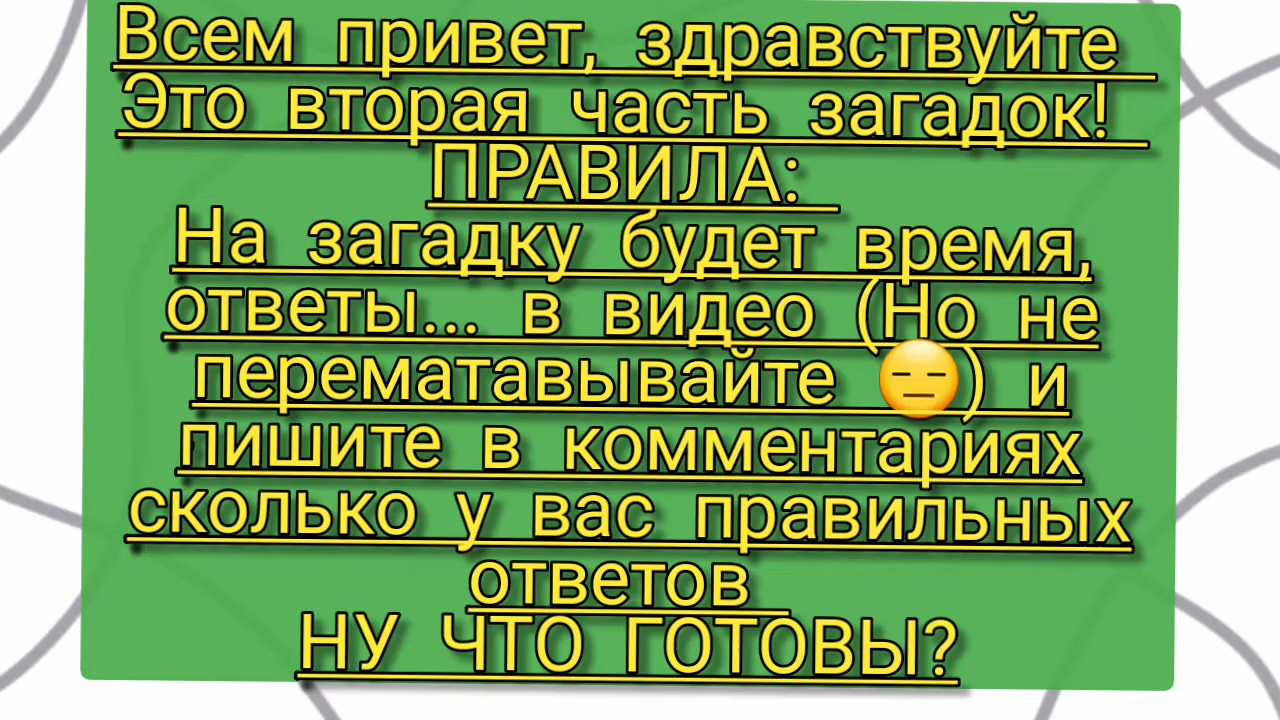 Всем привет, здравствуйте
Это вторая часть загадок!
ПРАВИЛА:
На загадку будет время,
ответы... в видео (Но не
перематавывайте 😑) и
пишите в комментариях
сколько у вас правильных
ответов
НУ ЧТО ГОТОВЫ?